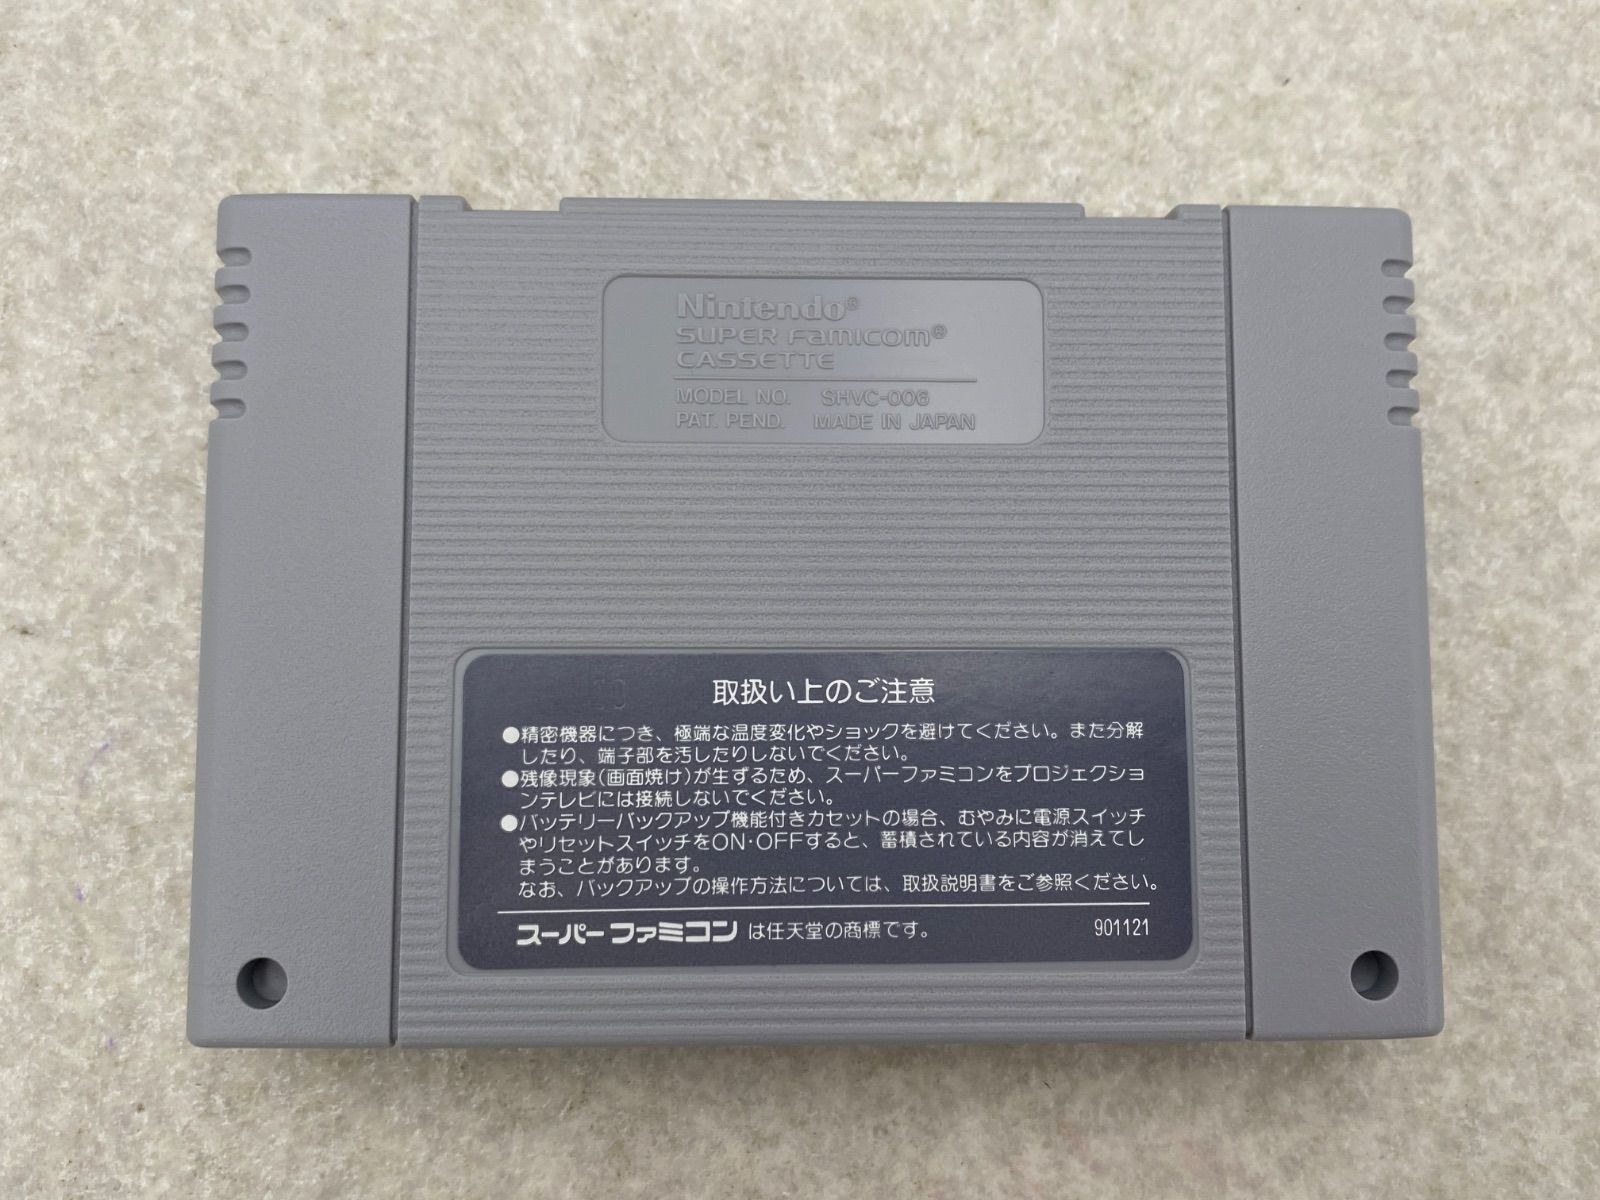 Nintendo®
SUPER FAMICOM®
CASSETTE
MODEL NO. SHVC-006
PAT. PEND. MADE IN JAPAN
取扱い上のご注意
●精密機器につき、極端な温度変化やショックを避けてください。また分解
したり、端子部を汚したりしないでください。
●残像現象(画面焼け)が生ずるため、スーパーファミコンをプロジェクショ
ンテレビには接続しないでください。
●バッテリーバックアップ機能付きカセットの場合、むやみに電源スイッチ
やリセットスイッチをON・OFFすると、蓄積されている内容が消えてし
まうことがあります。
なお、バックアップの操作方法については、取扱説明書をご参照ください。
スーパーファミコン は任天堂の商標です。 901121